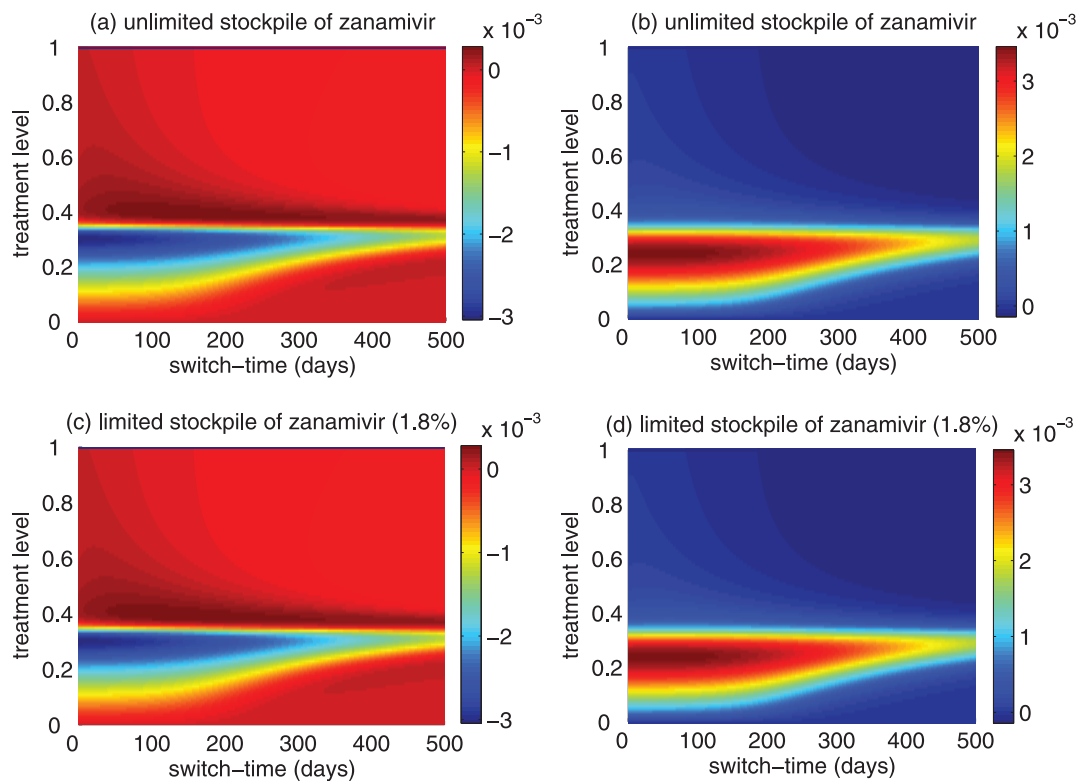 (a) unlimited stockpile of zanamivir
x 10⁻³
1
0.8
0.6
0.4
0.2
0
treatment level
0 100 200 300 400 500
switch−time (days)
0
−1
−2
−3
(b) unlimited stockpile of zanamivir
x 10⁻³
1
0.8
0.6
0.4
0.2
0
treatment level
0 100 200 300 400 500
switch−time (days)
3
2
1
0
(c) limited stockpile of zanamivir (1.8%)
x 10⁻³
1
0.8
0.6
0.4
0.2
0
treatment level
0 100 200 300 400 500
switch−time (days)
0
−1
−2
−3
(d) limited stockpile of zanamivir (1.8%)
x 10⁻³
1
0.8
0.6
0.4
0.2
0
treatment level
0 100 200 300 400 500
switch−time (days)
3
2
1
0